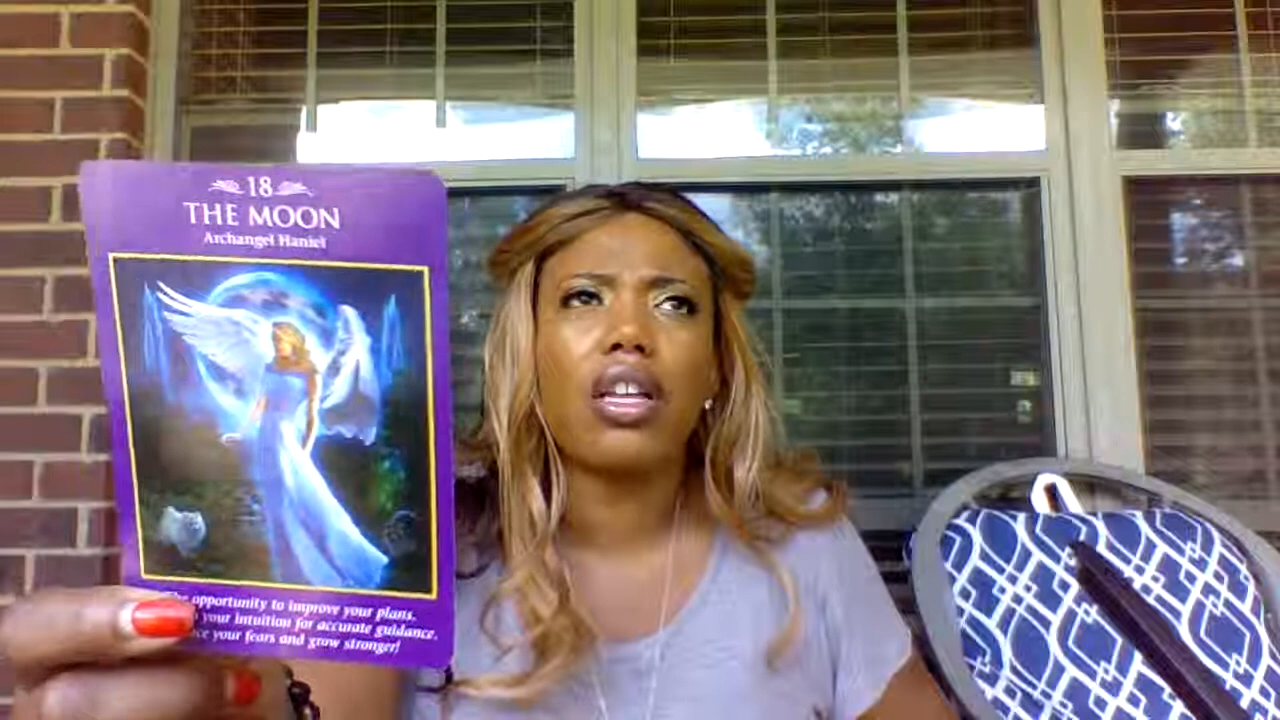 18
THE MOON
Archangel Haniel
The opportunity to improve your plans.
your intuition for accurate guidance.
your fears and grow stronger!